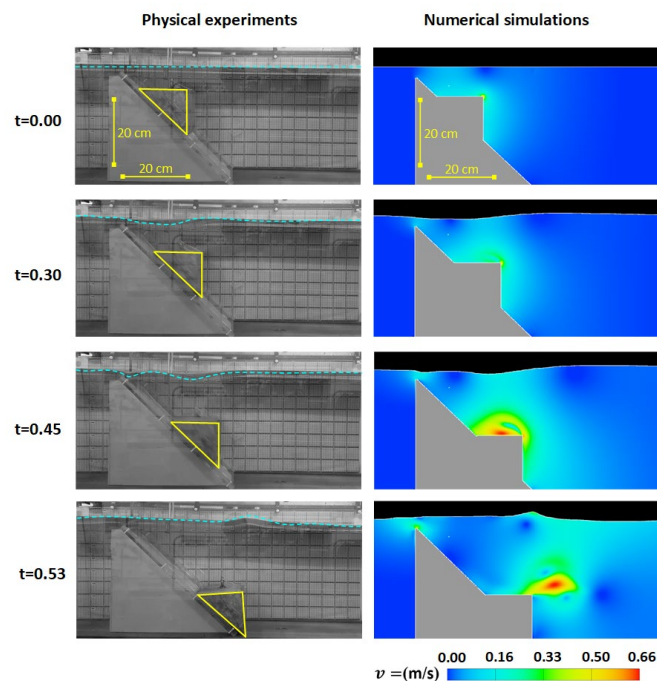 Physical experiments Numerical simulations
t=0.00
20 cm
20 cm
20 cm
20 cm
t=0.30
t=0.45
t=0.53
v =(m/s) 0.00 0.16 0.33 0.50 0.66